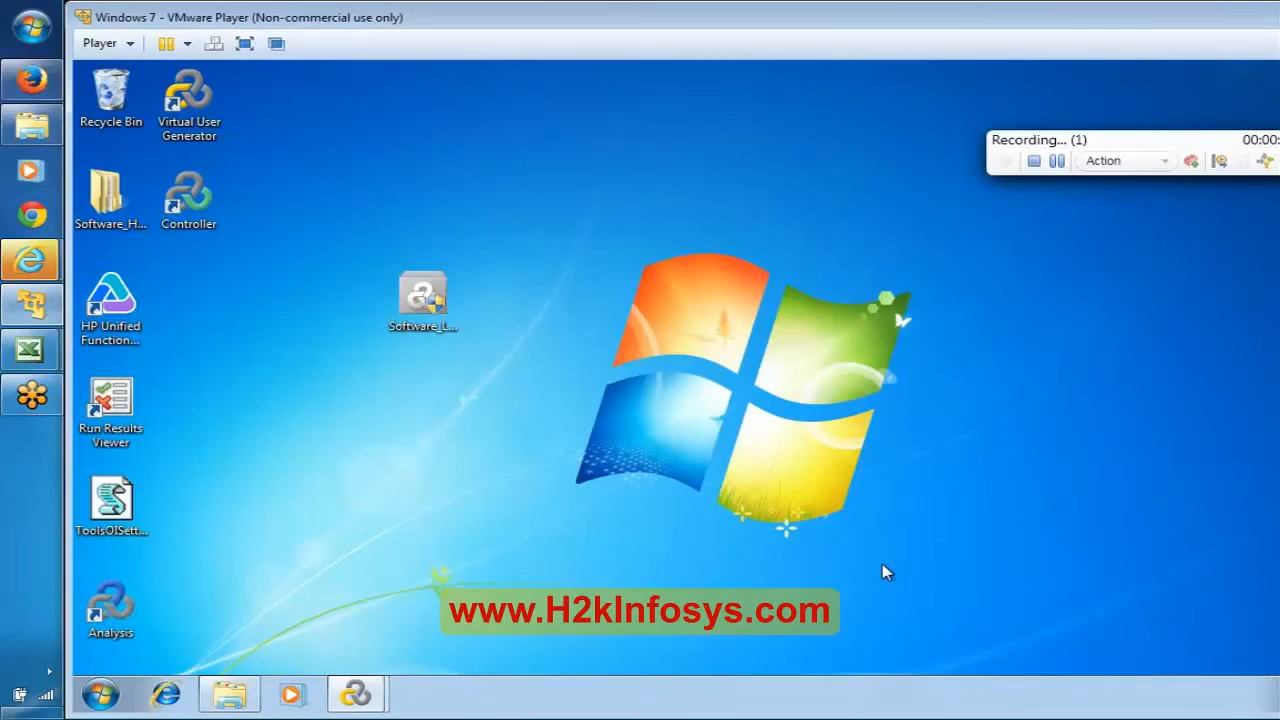 Windows 7 - VMware Player (Non-commercial use only)
Player
Recording... (1)
00:00:
Action
Recycle Bin
Virtual User
Generator
Software_H...
Controller
HP Unified
Function...
Software_L...
Run Results
Viewer
ToolsOISett...
Analysis
www.H2kInfosys.com